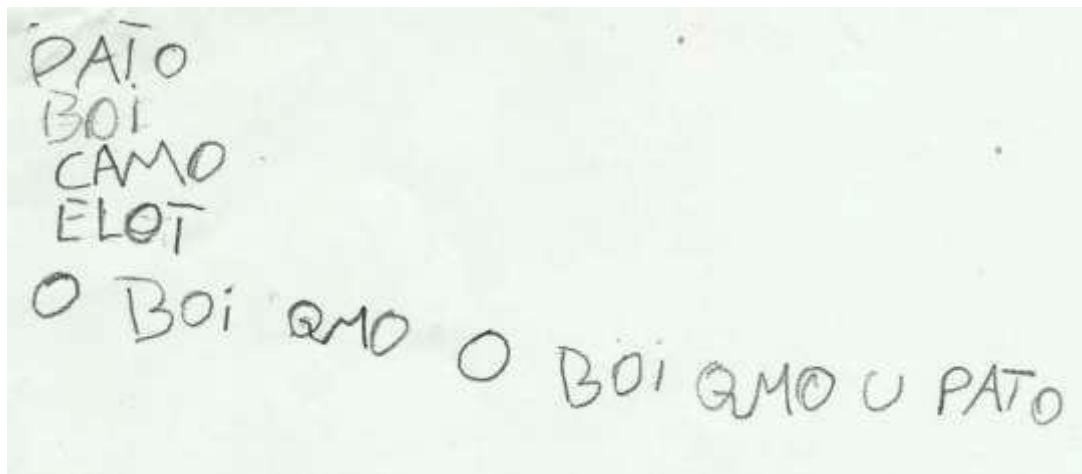 PATO
BOI
CAMO
ELOT
O BOI QMO O BOI QMO U PATO